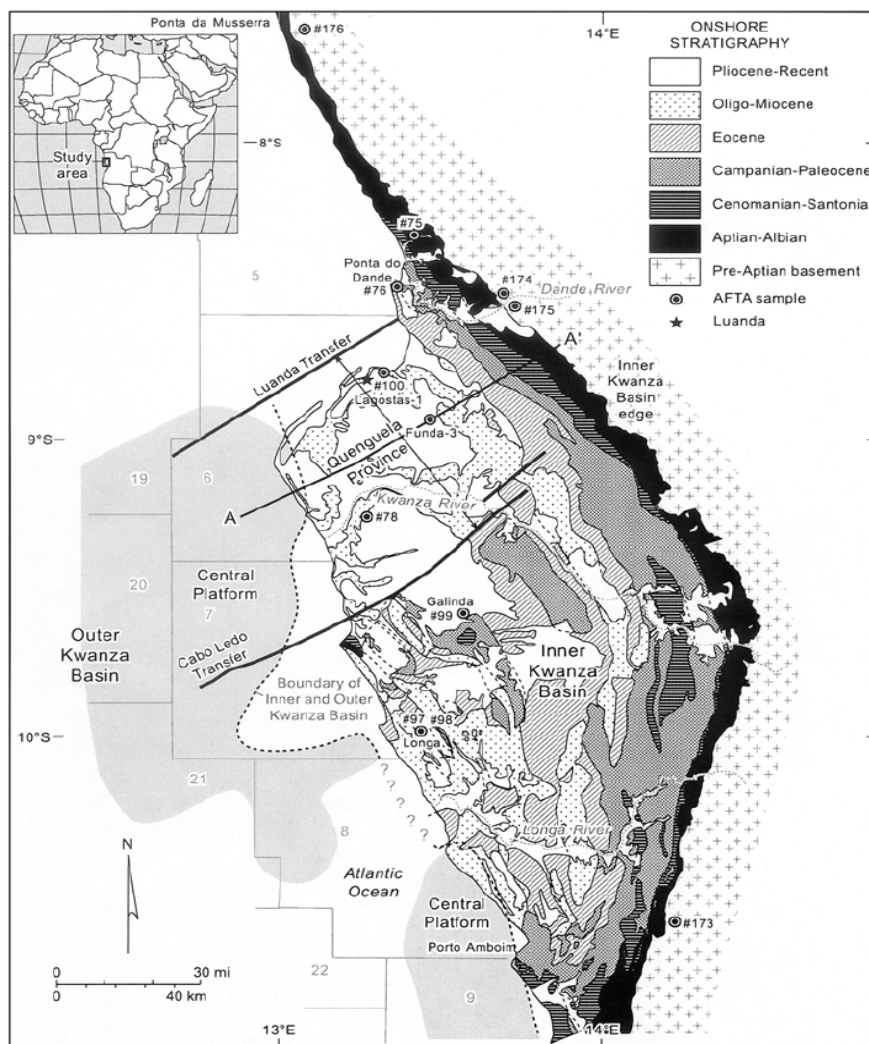 Ponta da Musserra
#176
14°E
ONSHORE
STRATIGRAPHY
Pliocene-Recent
Oligo-Miocene
Eocene
Campanian-Paleocene
Cenomanian-Santonia
Aptian-Albian
Pre-Aptian basement
AFTA sample
Luanda
Study
area
8°S
#75
5
Ponta do
Dande
#76
#174
Dande River
#175
A'
Luanda Transfer
Inner
Kwanza
Basin
edge
#100
Lagostas-1
Funda-3
Quenguela
Province
9°S
19
6
A
Kwanza River
#78
20
Central
Platform
7
Galinda
#99
Outer
Kwanza
Basin
Cabo Ledo
Transfer
Inner
Kwanza
Basin
Boundary of
Inner and Outer
Kwanza Basin
#97 #98
Longa
10°S
21
? ? ? ? ?
8
Longa River
N
Atlantic
Ocean
Central
Platform
#173
Porto Amboim
0 30 mi
0 40 km
22
9
13°E
14°E